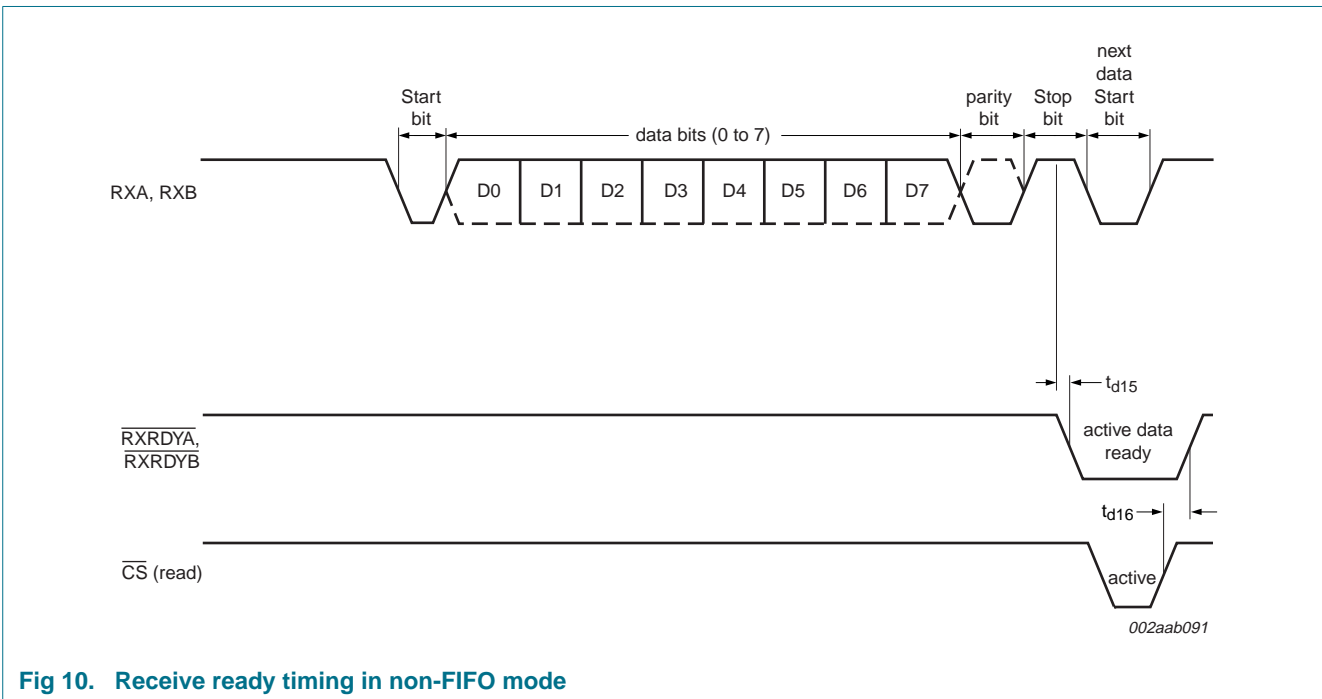 next
data
Start
bit
Start
bit
parity
bit
Stop
bit
data bits (0 to 7)
RXA, RXB
D0 D1 D2 D3 D4 D5 D6 D7
td15
RXRDYA,
RXRDYB
active data
ready
td16
CS (read)
active
002aab091
Fig 10. Receive ready timing in non-FIFO mode